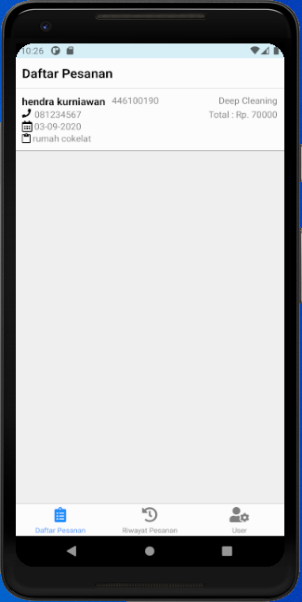 10:26
Daftar Pesanan
hendra kurniawan 446100190 Deep Cleaning
081234567 Total : Rp. 70000
03-09-2020
rumah cokelat
Daftar Pesanan Riwayat Pesanan User